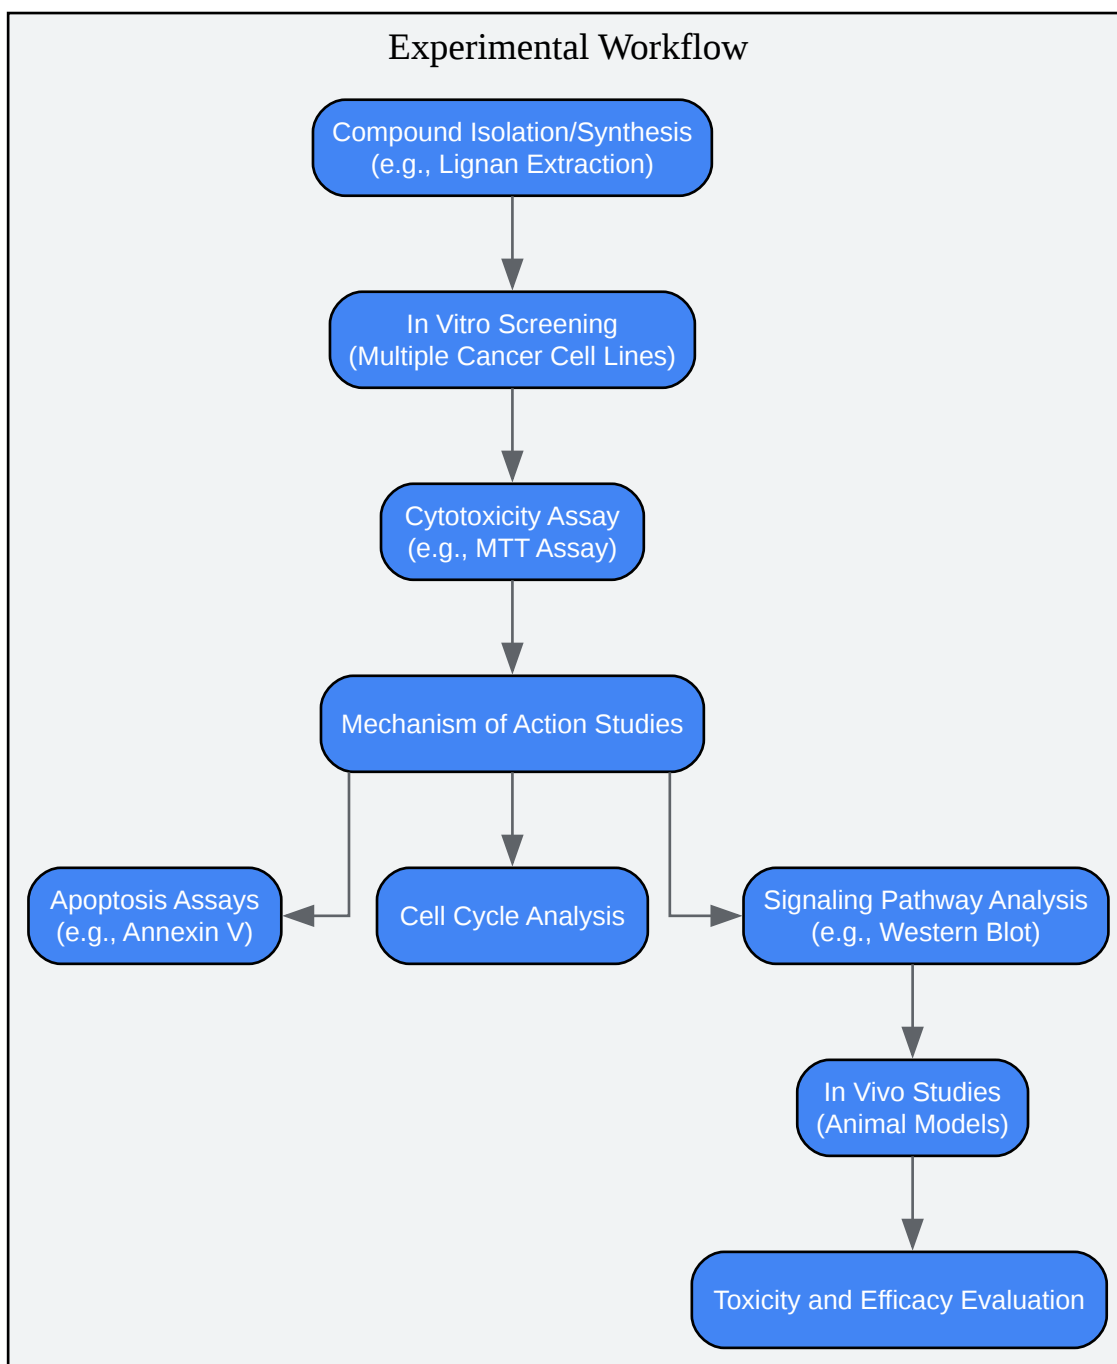 Experimental Workflow
Compound Isolation/Synthesis
(e.g., Lignan Extraction)
In Vitro Screening
(Multiple Cancer Cell Lines)
Cytotoxicity Assay
(e.g., MTT Assay)
Mechanism of Action Studies
Apoptosis Assays
(e.g., Annexin V)
Cell Cycle Analysis
Signaling Pathway Analysis
(e.g., Western Blot)
In Vivo Studies
(Animal Models)
Toxicity and Efficacy Evaluation